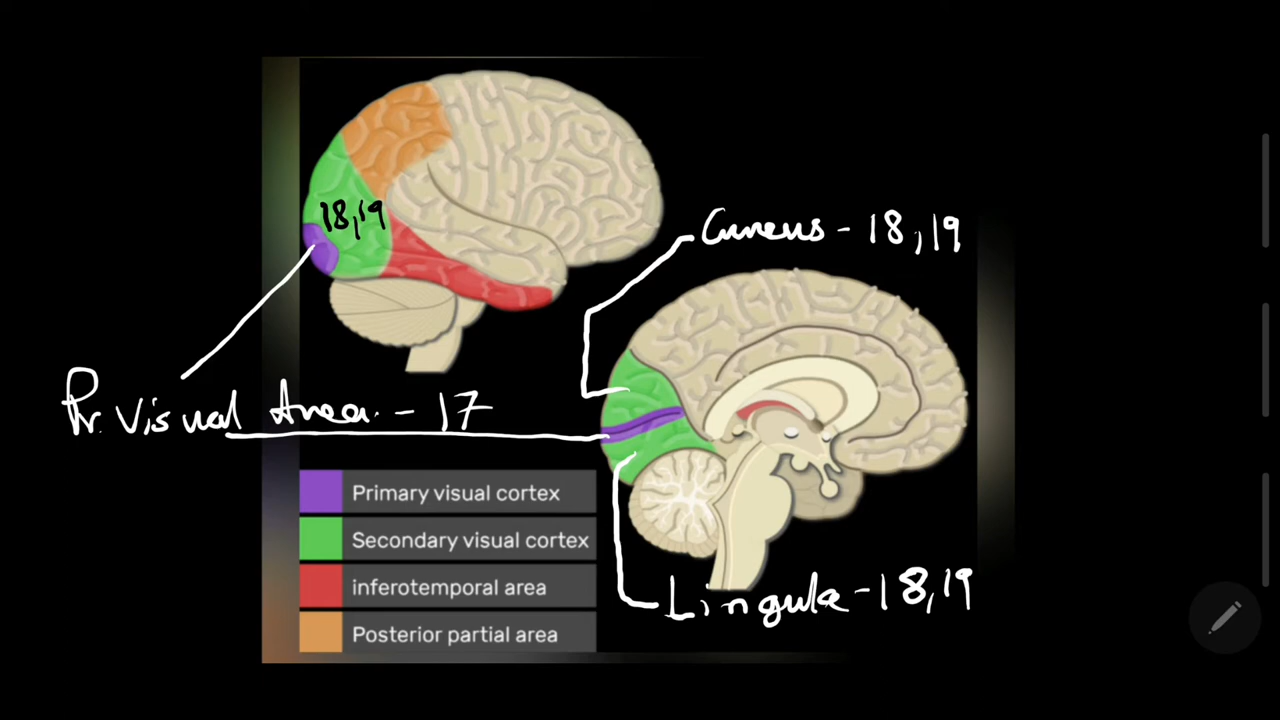 18,19
Cuneus - 18,19
Pr. Visual Area - 17
Primary visual cortex
Secondary visual cortex
inferotemporal area
Posterior partial area
Lingula - 18,19